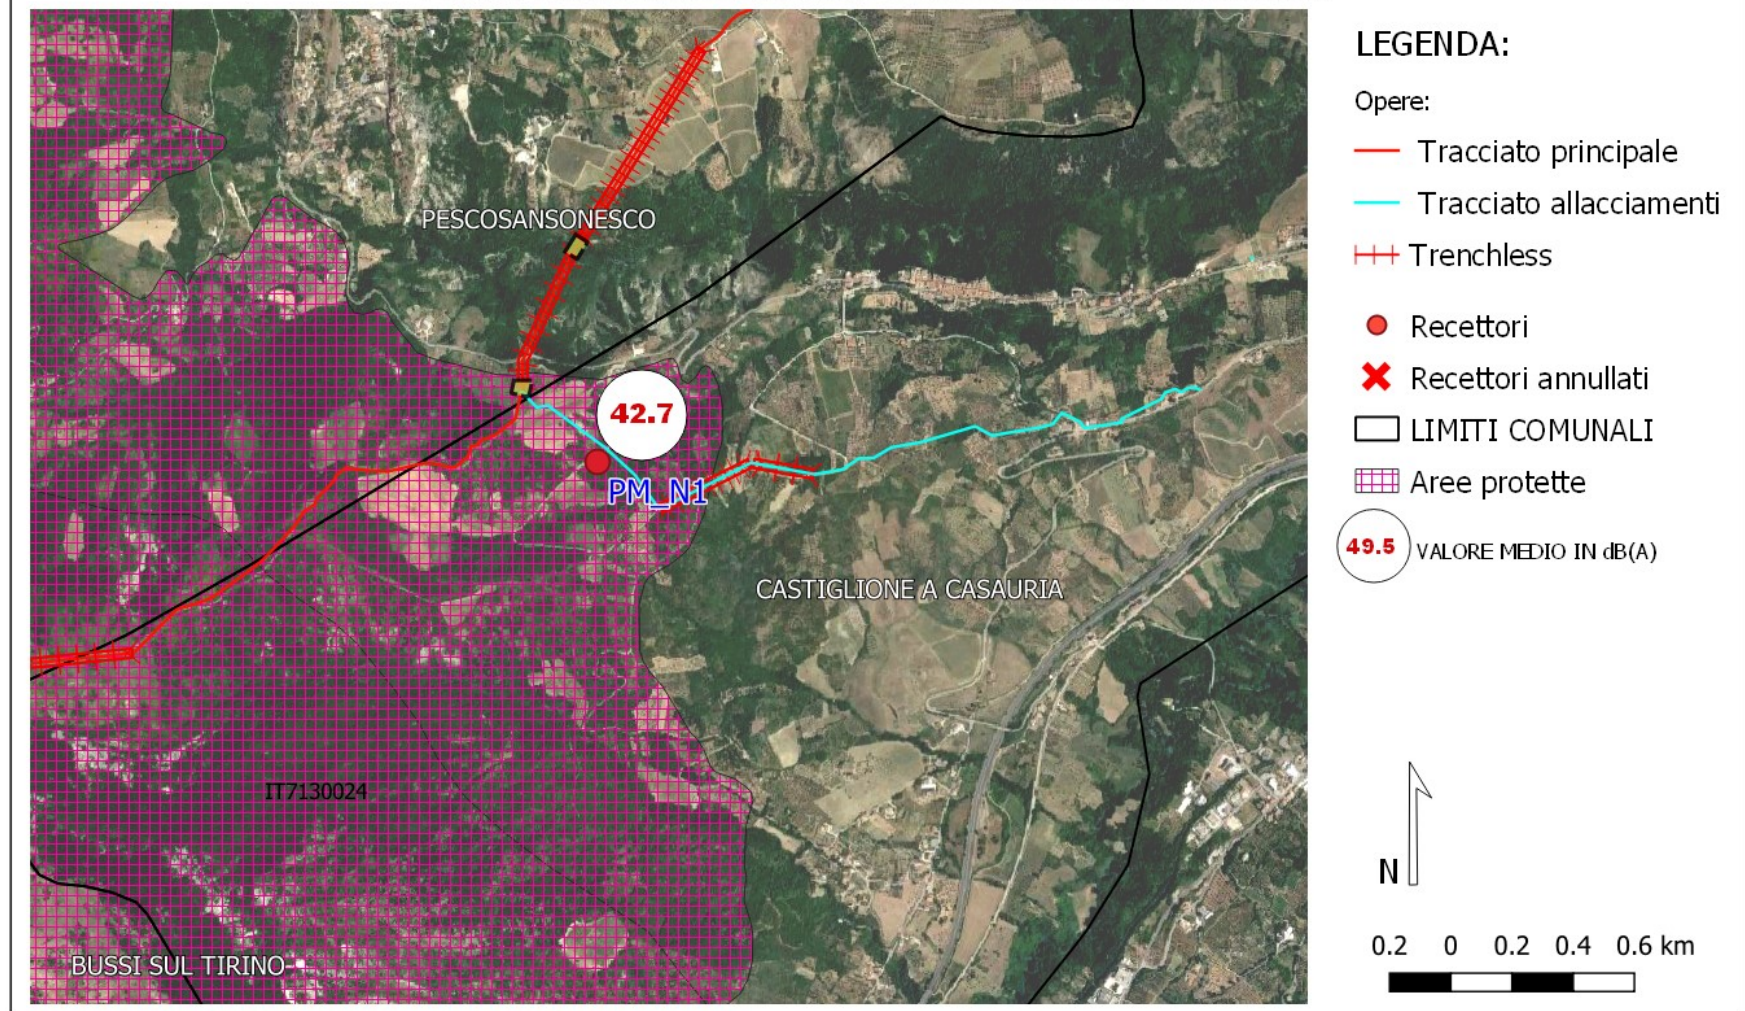 PESCOSANSONESCO
42.7
PM_N1
CASTIGLIONE A CASAURIA
IT7130024
BUSSI SUL TIRINO
LEGENDA:
Opere:
Tracciato principale
Tracciato allacciamenti
Trenchless
Recettori
Recettori annullati
LIMITI COMUNALI
Aree protette
49.5 VALORE MEDIO IN dB(A)
N
0.2 0 0.2 0.4 0.6 km